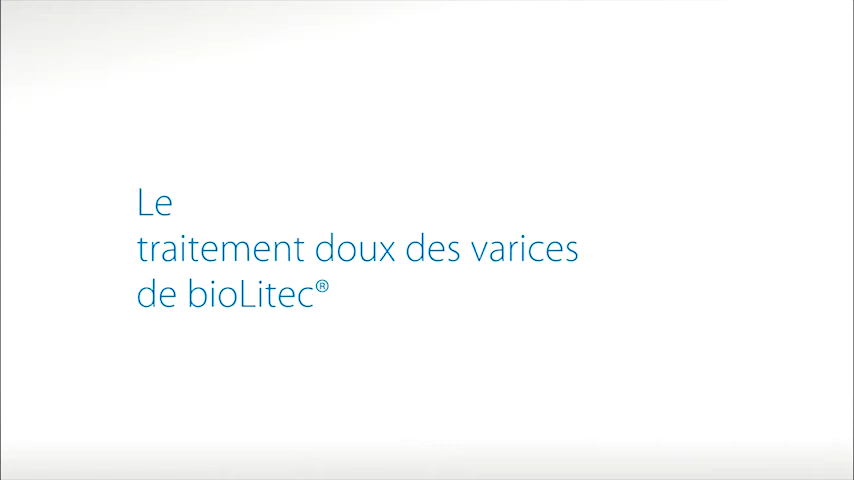 Le
traitement doux des varices
de bioLitec®